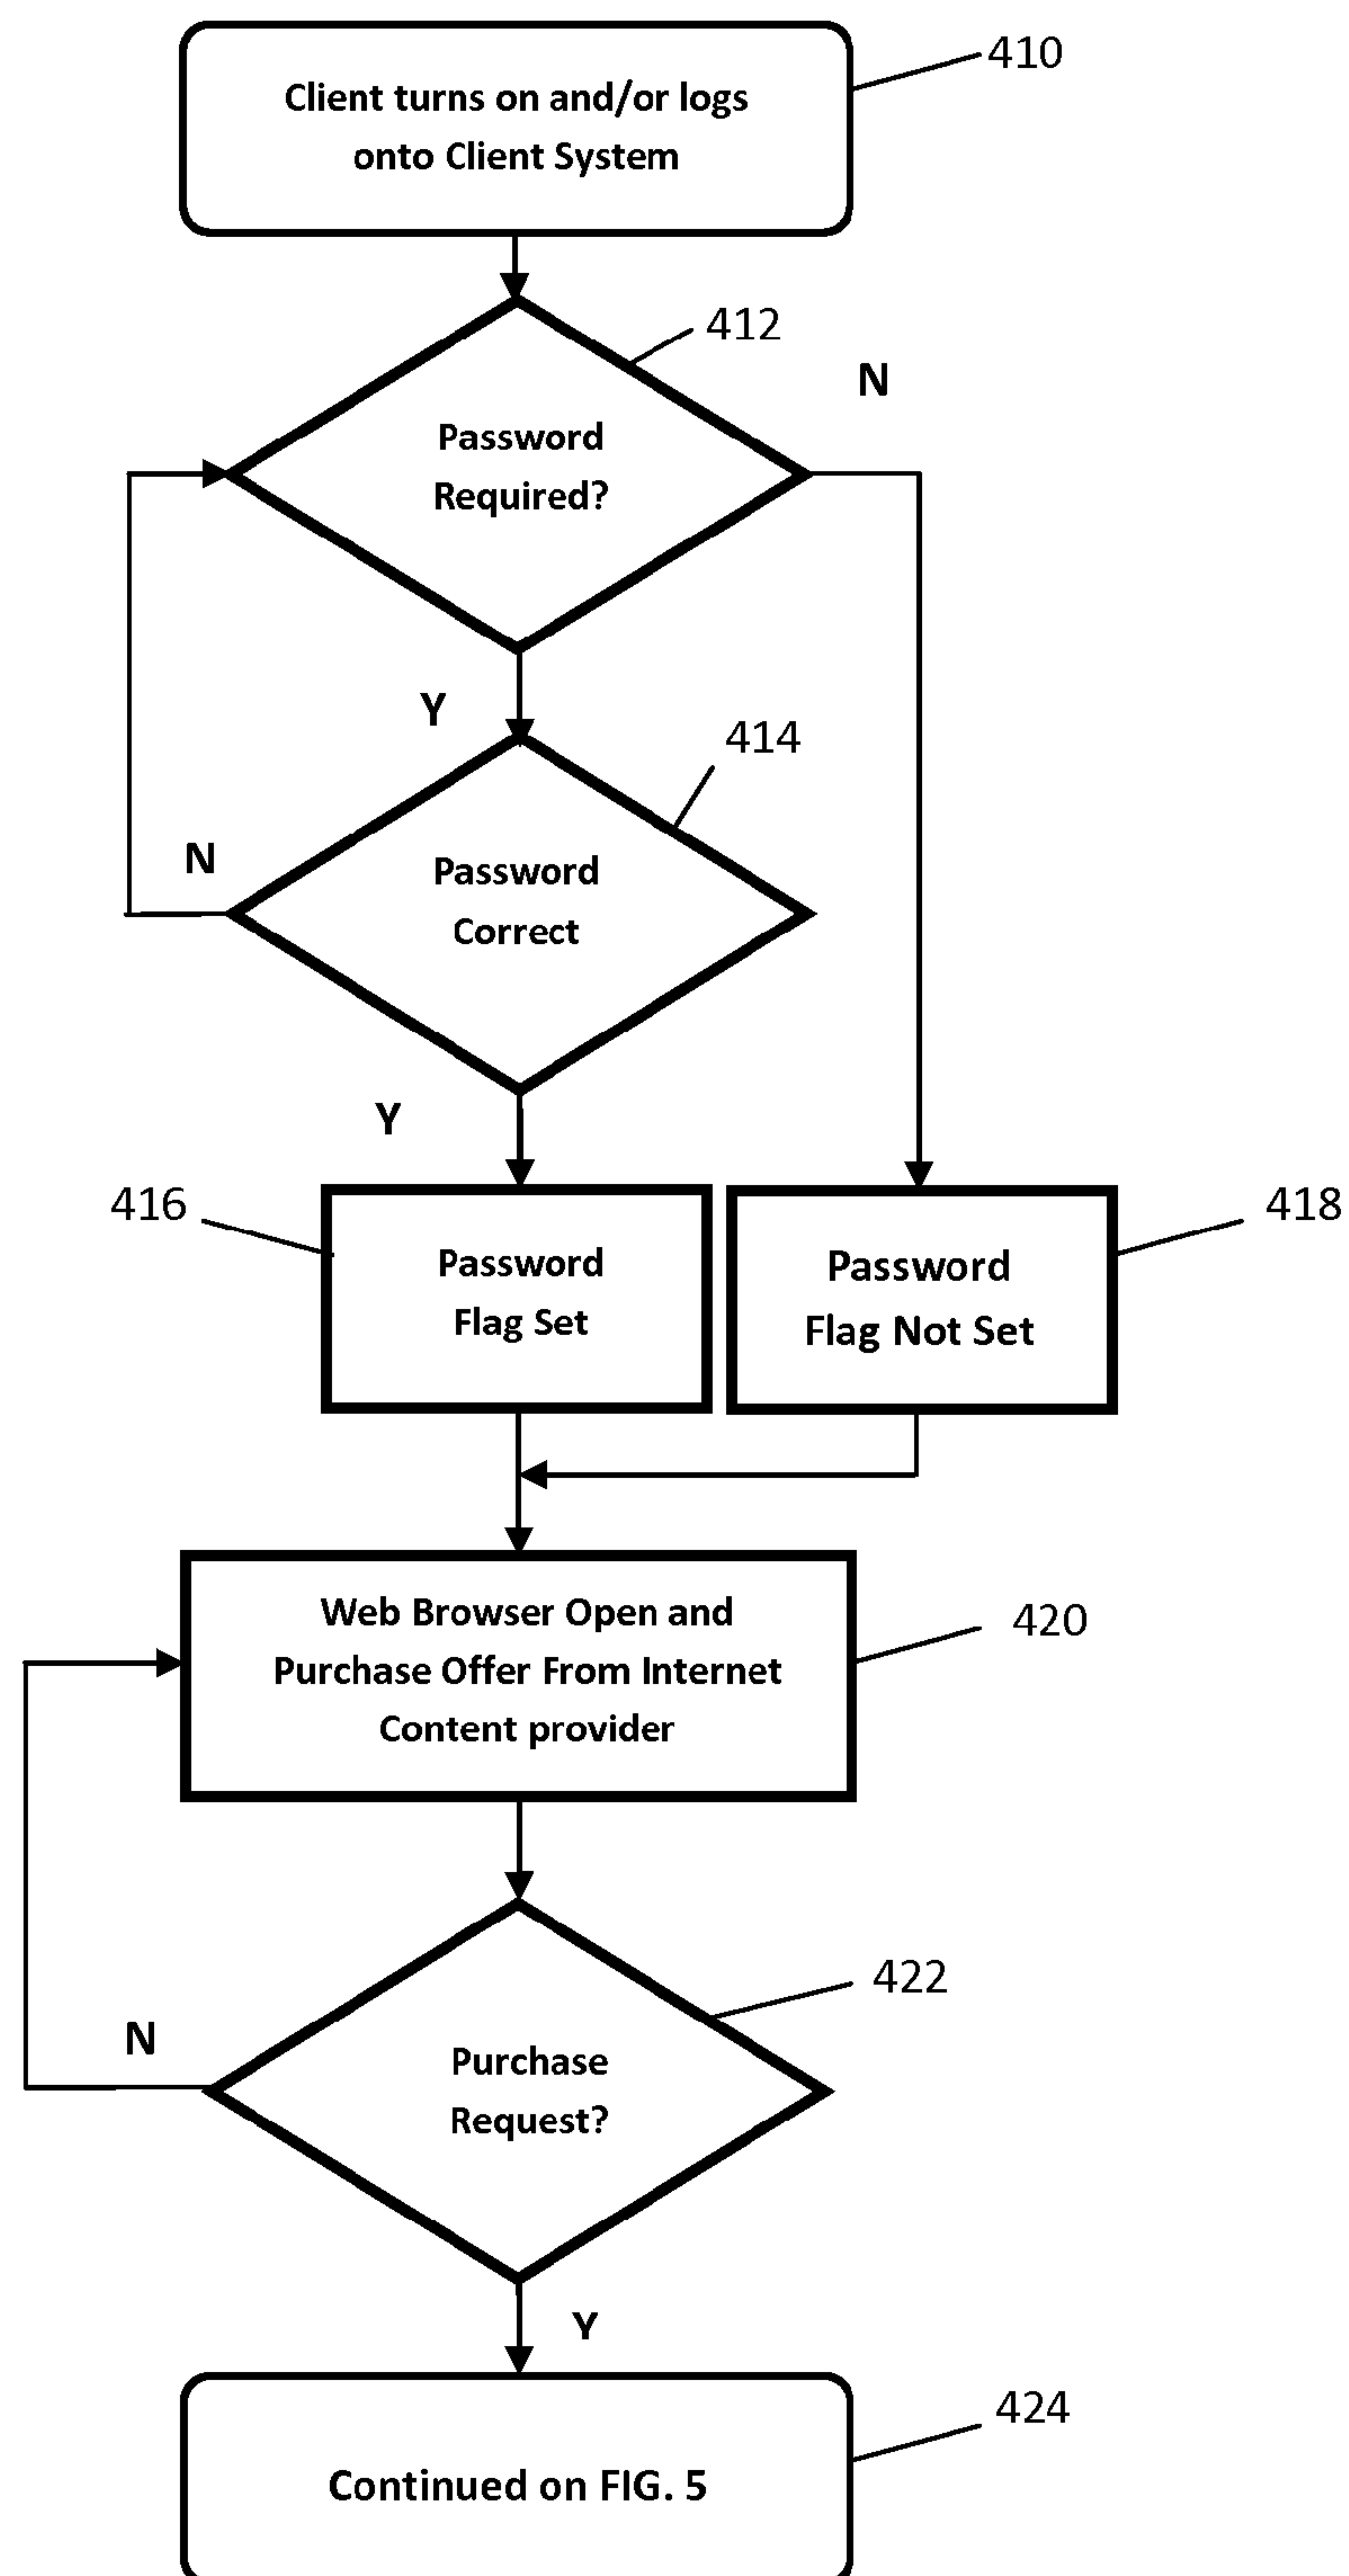 410
Client turns on and/or logs
onto Client System
412
N
Password
Required?
Y
414
N
Password
Correct
Y
416
418
Password
Flag Set
Password
Flag Not Set
Web Browser Open and
Purchase Offer From Internet
Content provider
420
422
N
Purchase
Request?
Y
424
Continued on FIG. 5